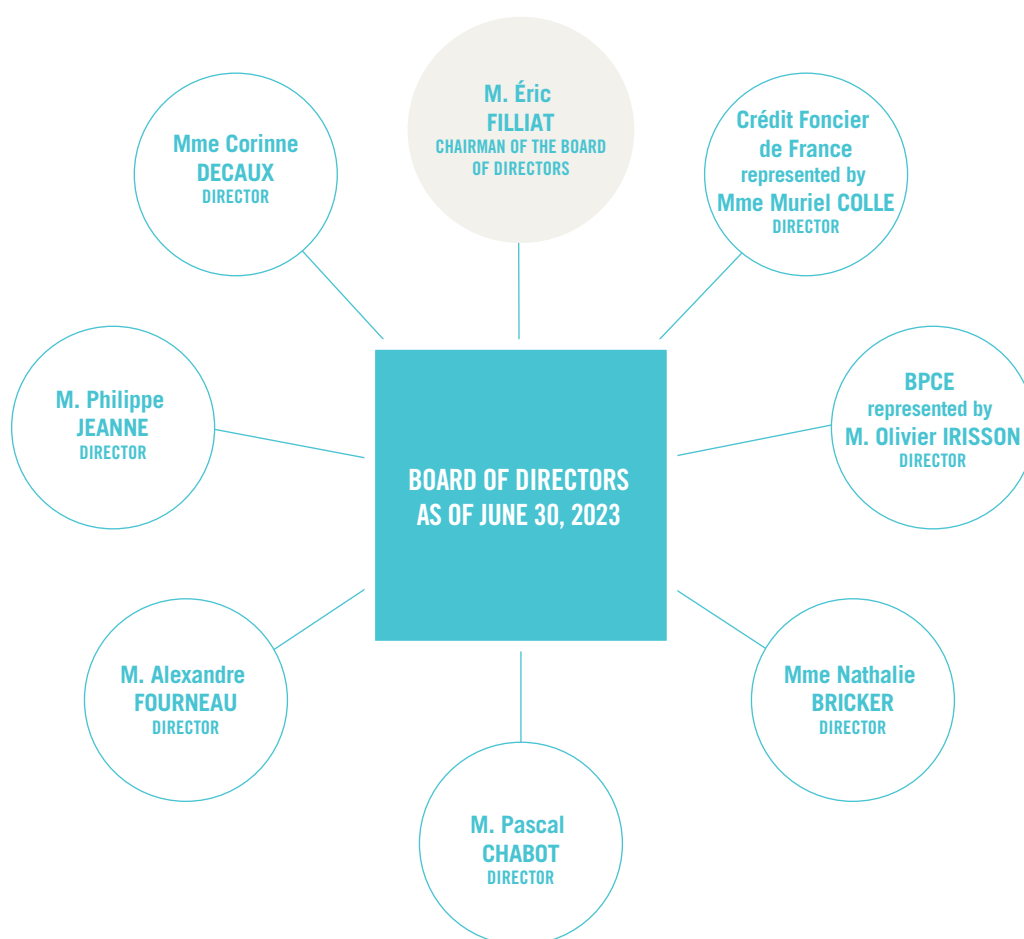 M. Éric
FILLIAT
CHAIRMAN OF THE BOARD
OF DIRECTORS
Mme Corinne
DECAUX
DIRECTOR
Crédit Foncier
de France
represented by
Mme Muriel COLLE
DIRECTOR
M. Philippe
JEANNE
DIRECTOR
BPCE
represented by
M. Olivier IRISSON
DIRECTOR
BOARD OF DIRECTORS
AS OF JUNE 30, 2023
M. Alexandre
FOURNEAU
DIRECTOR
Mme Nathalie
BRICKER
DIRECTOR
M. Pascal
CHABOT
DIRECTOR